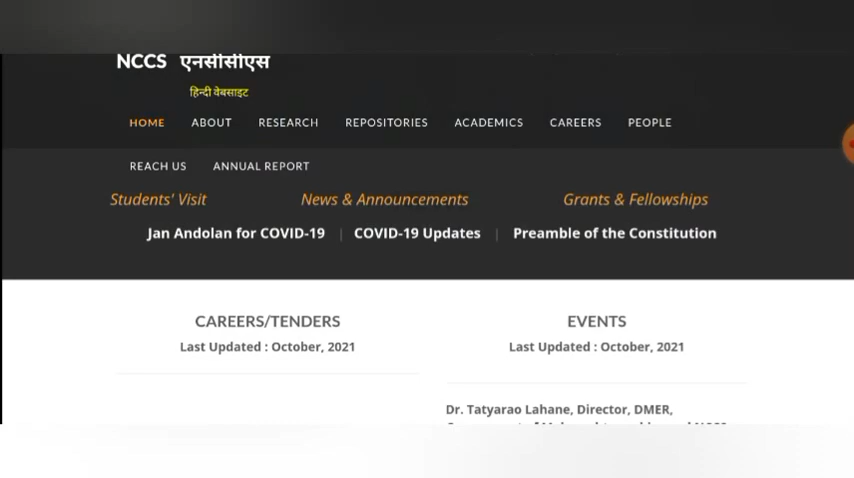 NCCS एनसीसीएस
हिन्दी वेबसाइट
HOME ABOUT RESEARCH REPOSITORIES ACADEMICS CAREERS PEOPLE
REACH US ANNUAL REPORT
Students' Visit News & Announcements Grants & Fellowships
Jan Andolan for COVID-19 | COVID-19 Updates | Preamble of the Constitution
CAREERS/TENDERS EVENTS
Last Updated : October, 2021 Last Updated : October, 2021
Dr. Tatyarao Lahane, Director, DMER,